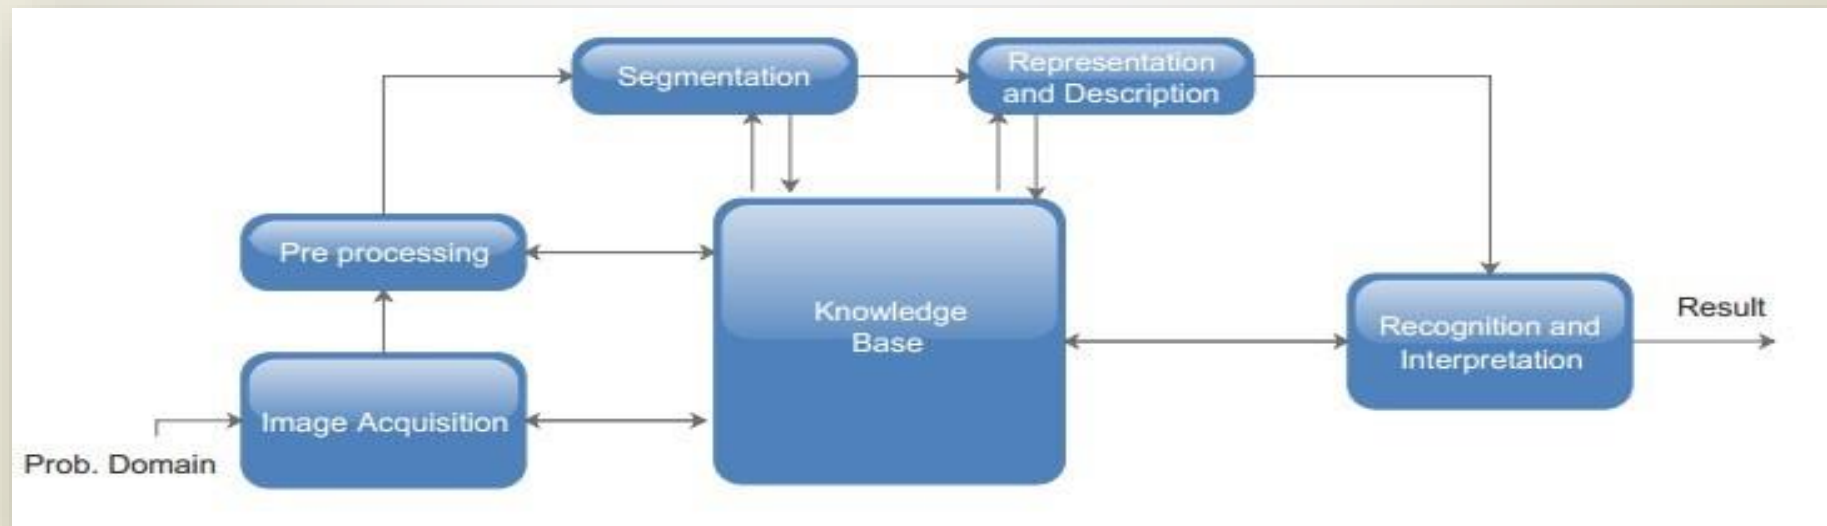 Segmentation
Representation
and Description
Pre processing
Knowledge
Base
Result
Recognition and
Interpretation
Image Acquisition
Prob. Domain